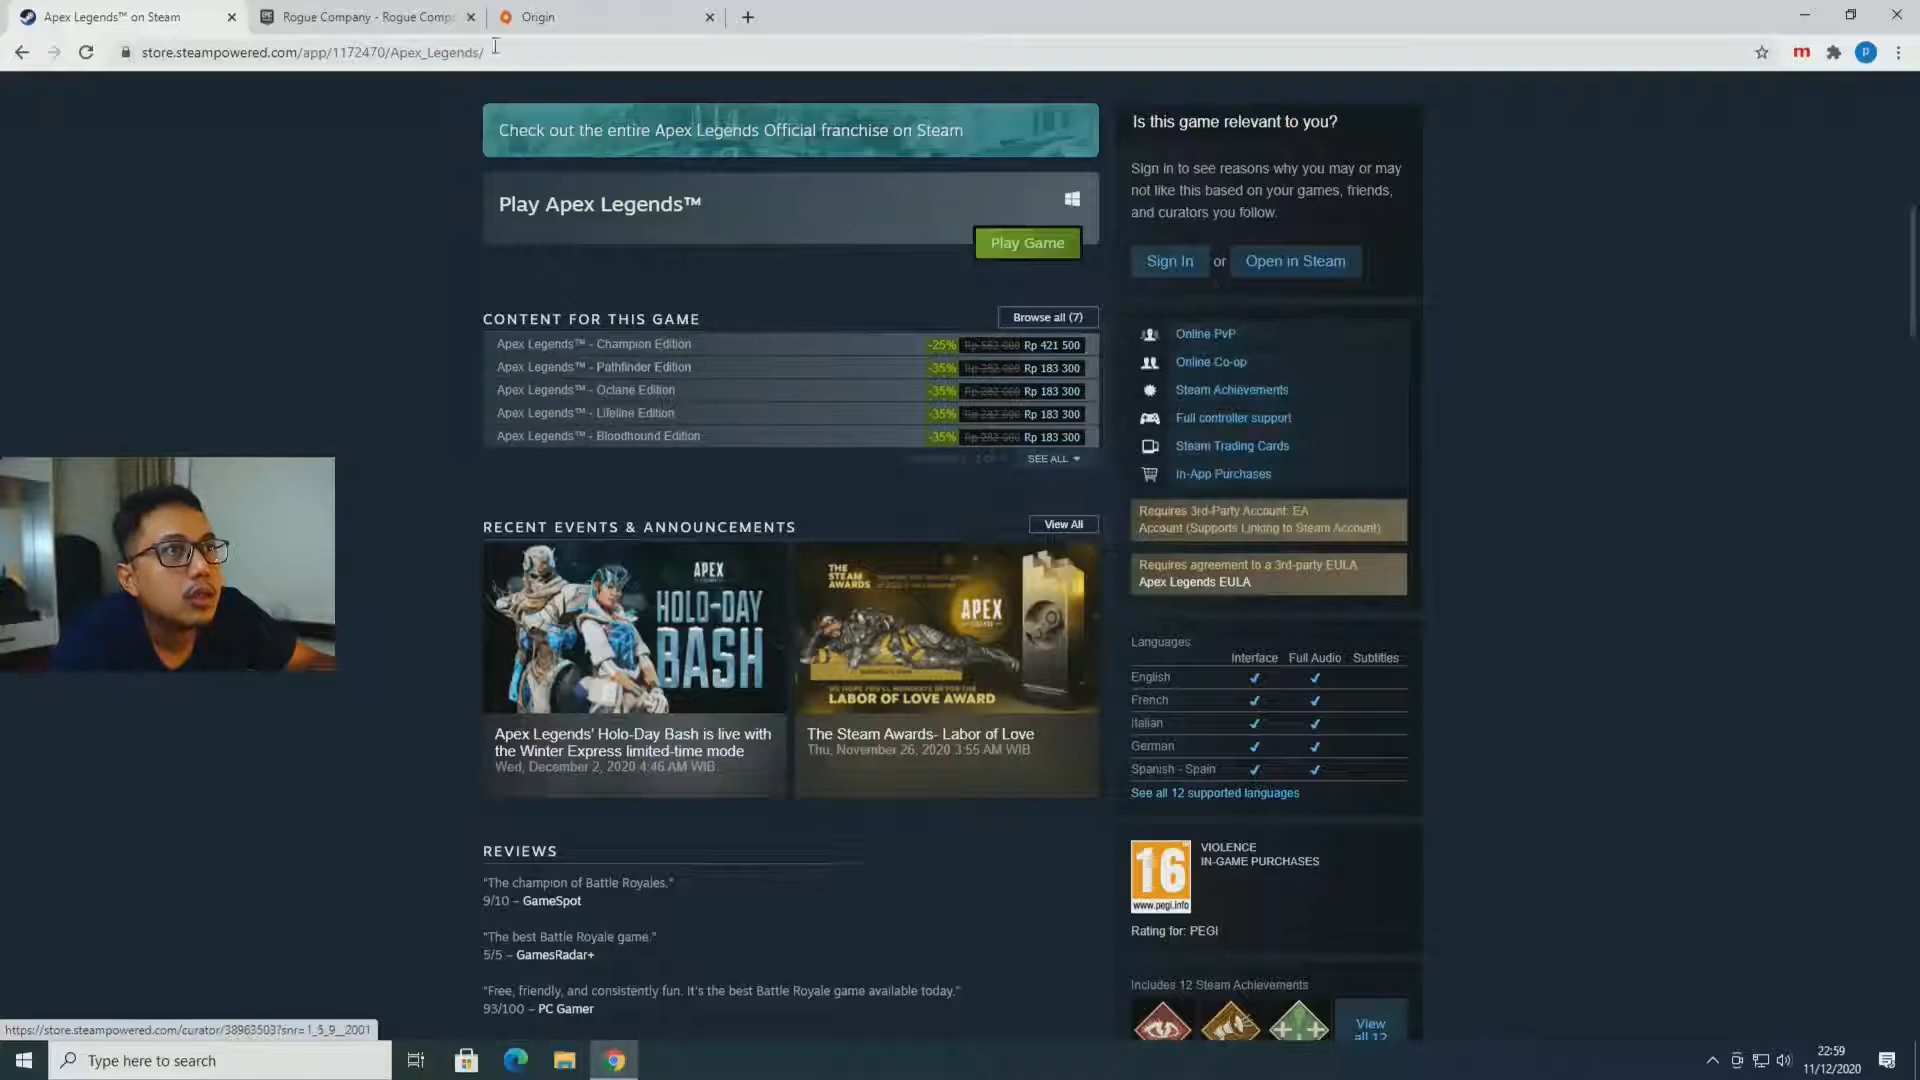 Apex Legends™ on Steam
Rogue Company - Rogue Comp
Origin
store.steampowered.com/app/1172470/Apex_Legends/
m
p
Check out the entire Apex Legends Official franchise on Steam
Play Apex Legends™
Play Game
CONTENT FOR THIS GAME
Browse all (7)
Apex Legends™ - Champion Edition -25% Rp 421 500
Apex Legends™ - Pathfinder Edition -35% Rp 183 300
Apex Legends™ - Octane Edition -35% Rp 183 300
Apex Legends™ - Lifeline Edition -35% Rp 183 300
Apex Legends™ - Bloodhound Edition -35% Rp 183 300
SEE ALL
RECENT EVENTS & ANNOUNCEMENTS
View All
APEX
HOLO-DAY
BASH
THE
STEAM
AWARDS
APEX
LABOR OF LOVE AWARD
Apex Legends' Holo-Day Bash is live with
the Winter Express limited-time mode
Wed, December 2, 2020 4:46 AM WIB
The Steam Awards- Labor of Love
Thu, November 26, 2020 3:55 AM WIB
REVIEWS
"The champion of Battle Royales."
9/10 – GameSpot
"The best Battle Royale game."
5/5 – GamesRadar+
"Free, friendly, and consistently fun. It's the best Battle Royale game available today."
93/100 – PC Gamer
Is this game relevant to you?
Sign in to see reasons why you may or may
not like this based on your games, friends,
and curators you follow.
Sign In or Open in Steam
Online PvP
Online Co-op
Steam Achievements
Full controller support
Steam Trading Cards
In-App Purchases
Requires 3rd-Party Account: EA
Account (Supports Linking to Steam Account)
Requires agreement to a 3rd-party EULA
Apex Legends EULA
Languages:
Interface Full Audio Subtitles
English
French
Italian
German
Spanish - Spain
See all 12 supported languages
16
www.pegi.info
VIOLENCE
IN-GAME PURCHASES
Rating for: PEGI
Includes 12 Steam Achievements
View
all 12
https://store.steampowered.com/curator/38963503?snr=1_5_9__2001
Type here to search
22:59
11/12/2020